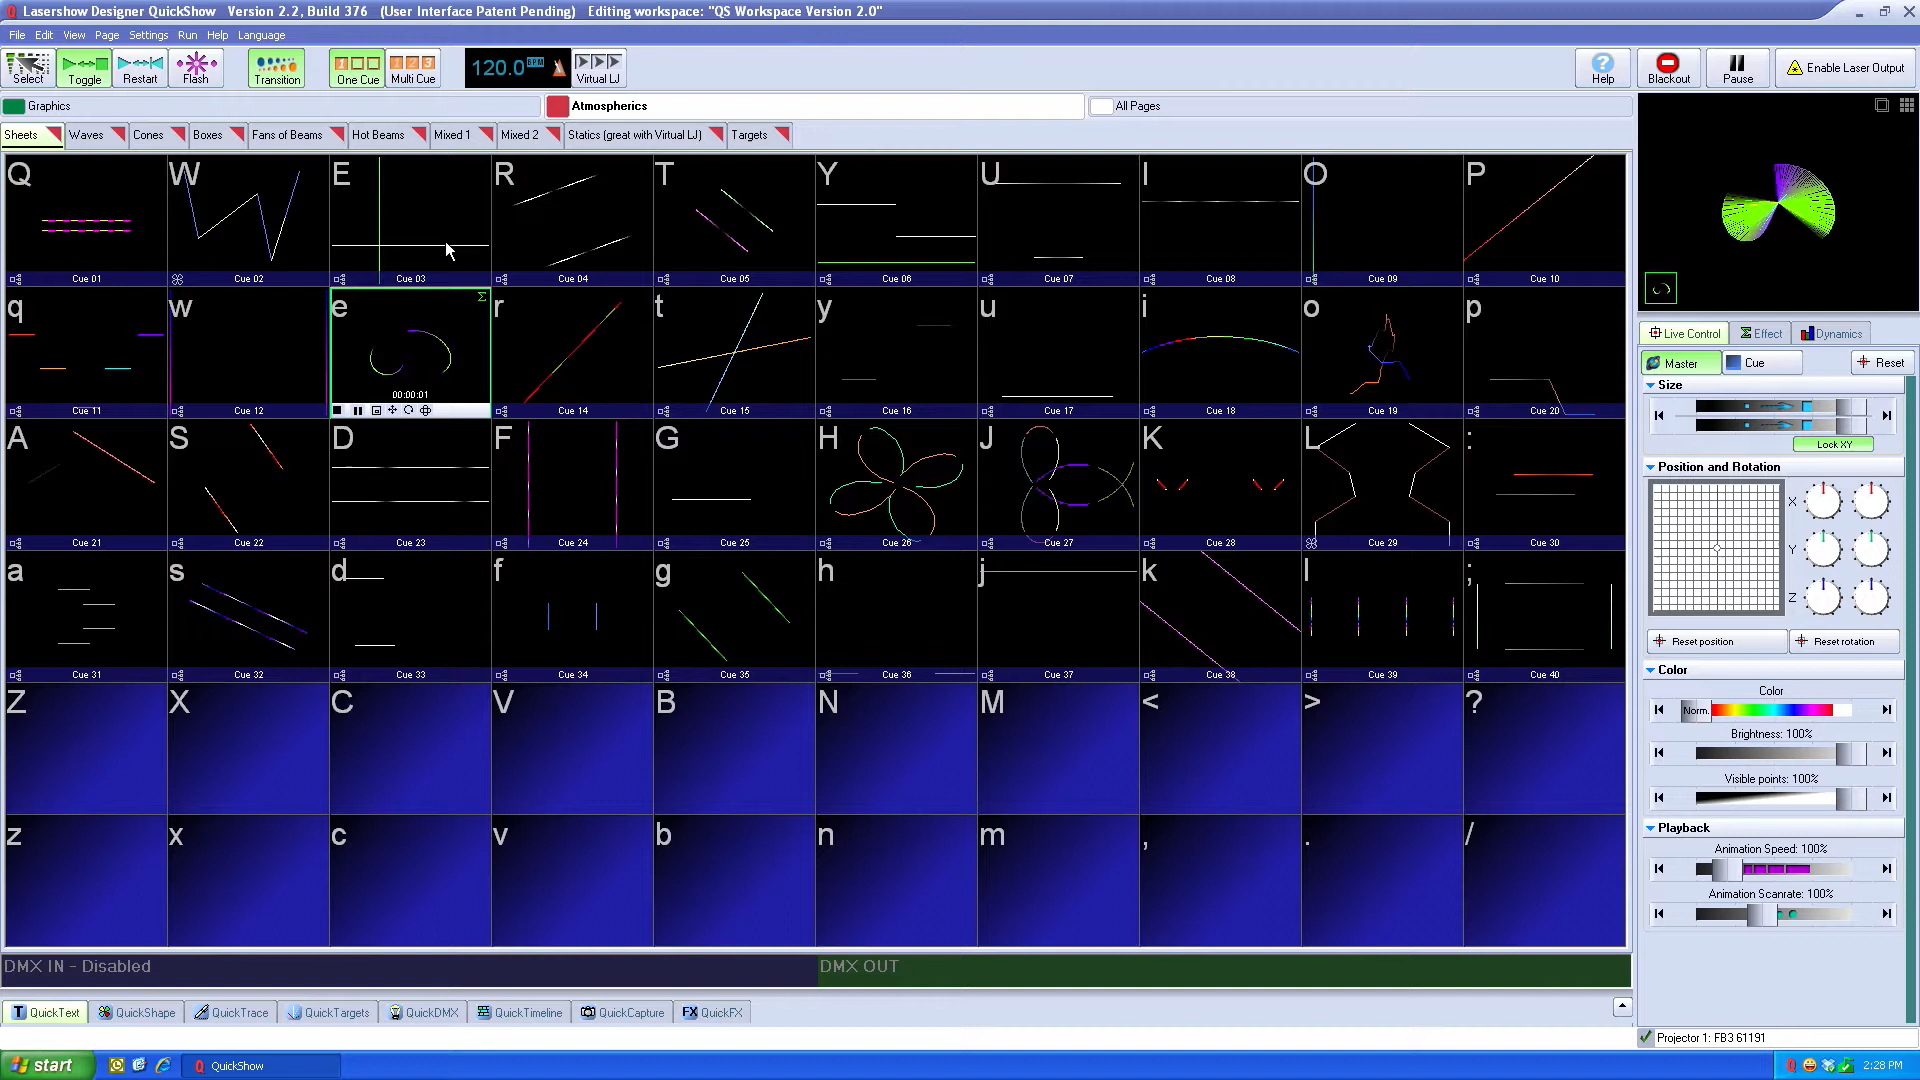 Lasershow Designer QuickShow   Version 2.2, Build 376   (User Interface Patent Pending)   Editing workspace: "QS Workspace Version 2.0"
File Edit View Page Settings Run Help Language
Select Toggle Restart Flash Transition One Cue Multi Cue 120.0 BPM Virtual LJ Help Blackout Pause Enable Laser Output
Graphics Atmospherics All Pages
Sheets Waves Cones Boxes Fans of Beams Hot Beams Mixed 1 Mixed 2 Statics (great with Virtual LJ) Targets
Q W E R T Y U I O P
Cue 01 Cue 02 Cue 03 Cue 04 Cue 05 Cue 06 Cue 07 Cue 08 Cue 09 Cue 10
q w e r t y u i o p
00:00:01
Cue 11 Cue 12 Cue 14 Cue 15 Cue 16 Cue 17 Cue 18 Cue 19 Cue 20
A S D F G H J K L :
Cue 21 Cue 22 Cue 23 Cue 24 Cue 25 Cue 26 Cue 27 Cue 28 Cue 29 Cue 30
a s d f g h j k l ;
Cue 31 Cue 32 Cue 33 Cue 34 Cue 35 Cue 36 Cue 37 Cue 38 Cue 39 Cue 40
Z X C V B N M < > ?
z x c v b n m , . /
DMX IN - Disabled DMX OUT
QuickText QuickShape QuickTrace QuickTargets QuickDMX QuickTimeline QuickCapture FX QuickFX
Live Control Effect Dynamics
Master Cue Reset
Size
Lock XY
Position and Rotation
X
Y
Z
Reset position Reset rotation
Color
Color
Norm.
Brightness: 100%
Visible points: 100%
Playback
Animation Speed: 100%
Animation Scanrate: 100%
Projector 1: FB3 61191
start QuickShow 2:28 PM